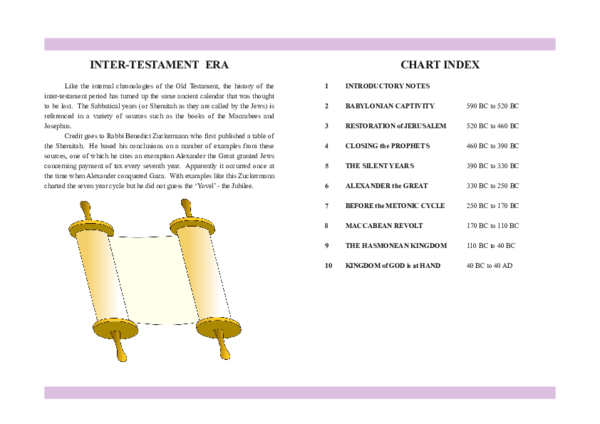 INTER-TESTAMENT ERA
Like the internal chronologies of the Old Testament, the history of the
inter-testament period has turned up the same ancient calendar that was thought
to be lost. The Sabbatical years (or Shemitah as they are called by the Jews) is
referenced in a variety of sources such as the books of the Maccabees and
Josephus.
Credit goes to Rabbi Benedict Zuckermann who first published a table of
the Shemitah. He based his conclusions on a number of examples from these
sources, one of which he cites an exemption Alexander the Great granted Jews
concerning payment of tax every seventh year. Apparently it occurred once at
the time when Alexander conquered Gaza. With examples like this Zuckermann
charted the seven year cycle but he did not guess the 'Yovel' - the Jubilee.
CHART INDEX
1 INTRODUCTORY NOTES
2 BABYLONIAN CAPTIVITY 590 BC to 520 BC
3 RESTORATION of JERUSALEM 520 BC to 460 BC
4 CLOSING the PROPHETS 460 BC to 390 BC
5 THE SILENT YEARS 390 BC to 330 BC
6 ALEXANDER the GREAT 330 BC to 250 BC
7 BEFORE the METONIC CYCLE 250 BC to 170 BC
8 MACCABEAN REVOLT 170 BC to 110 BC
9 THE HASMONEAN KINGDOM 110 BC to 40 BC
10 KINGDOM of GOD is at HAND 40 BC to 40 AD